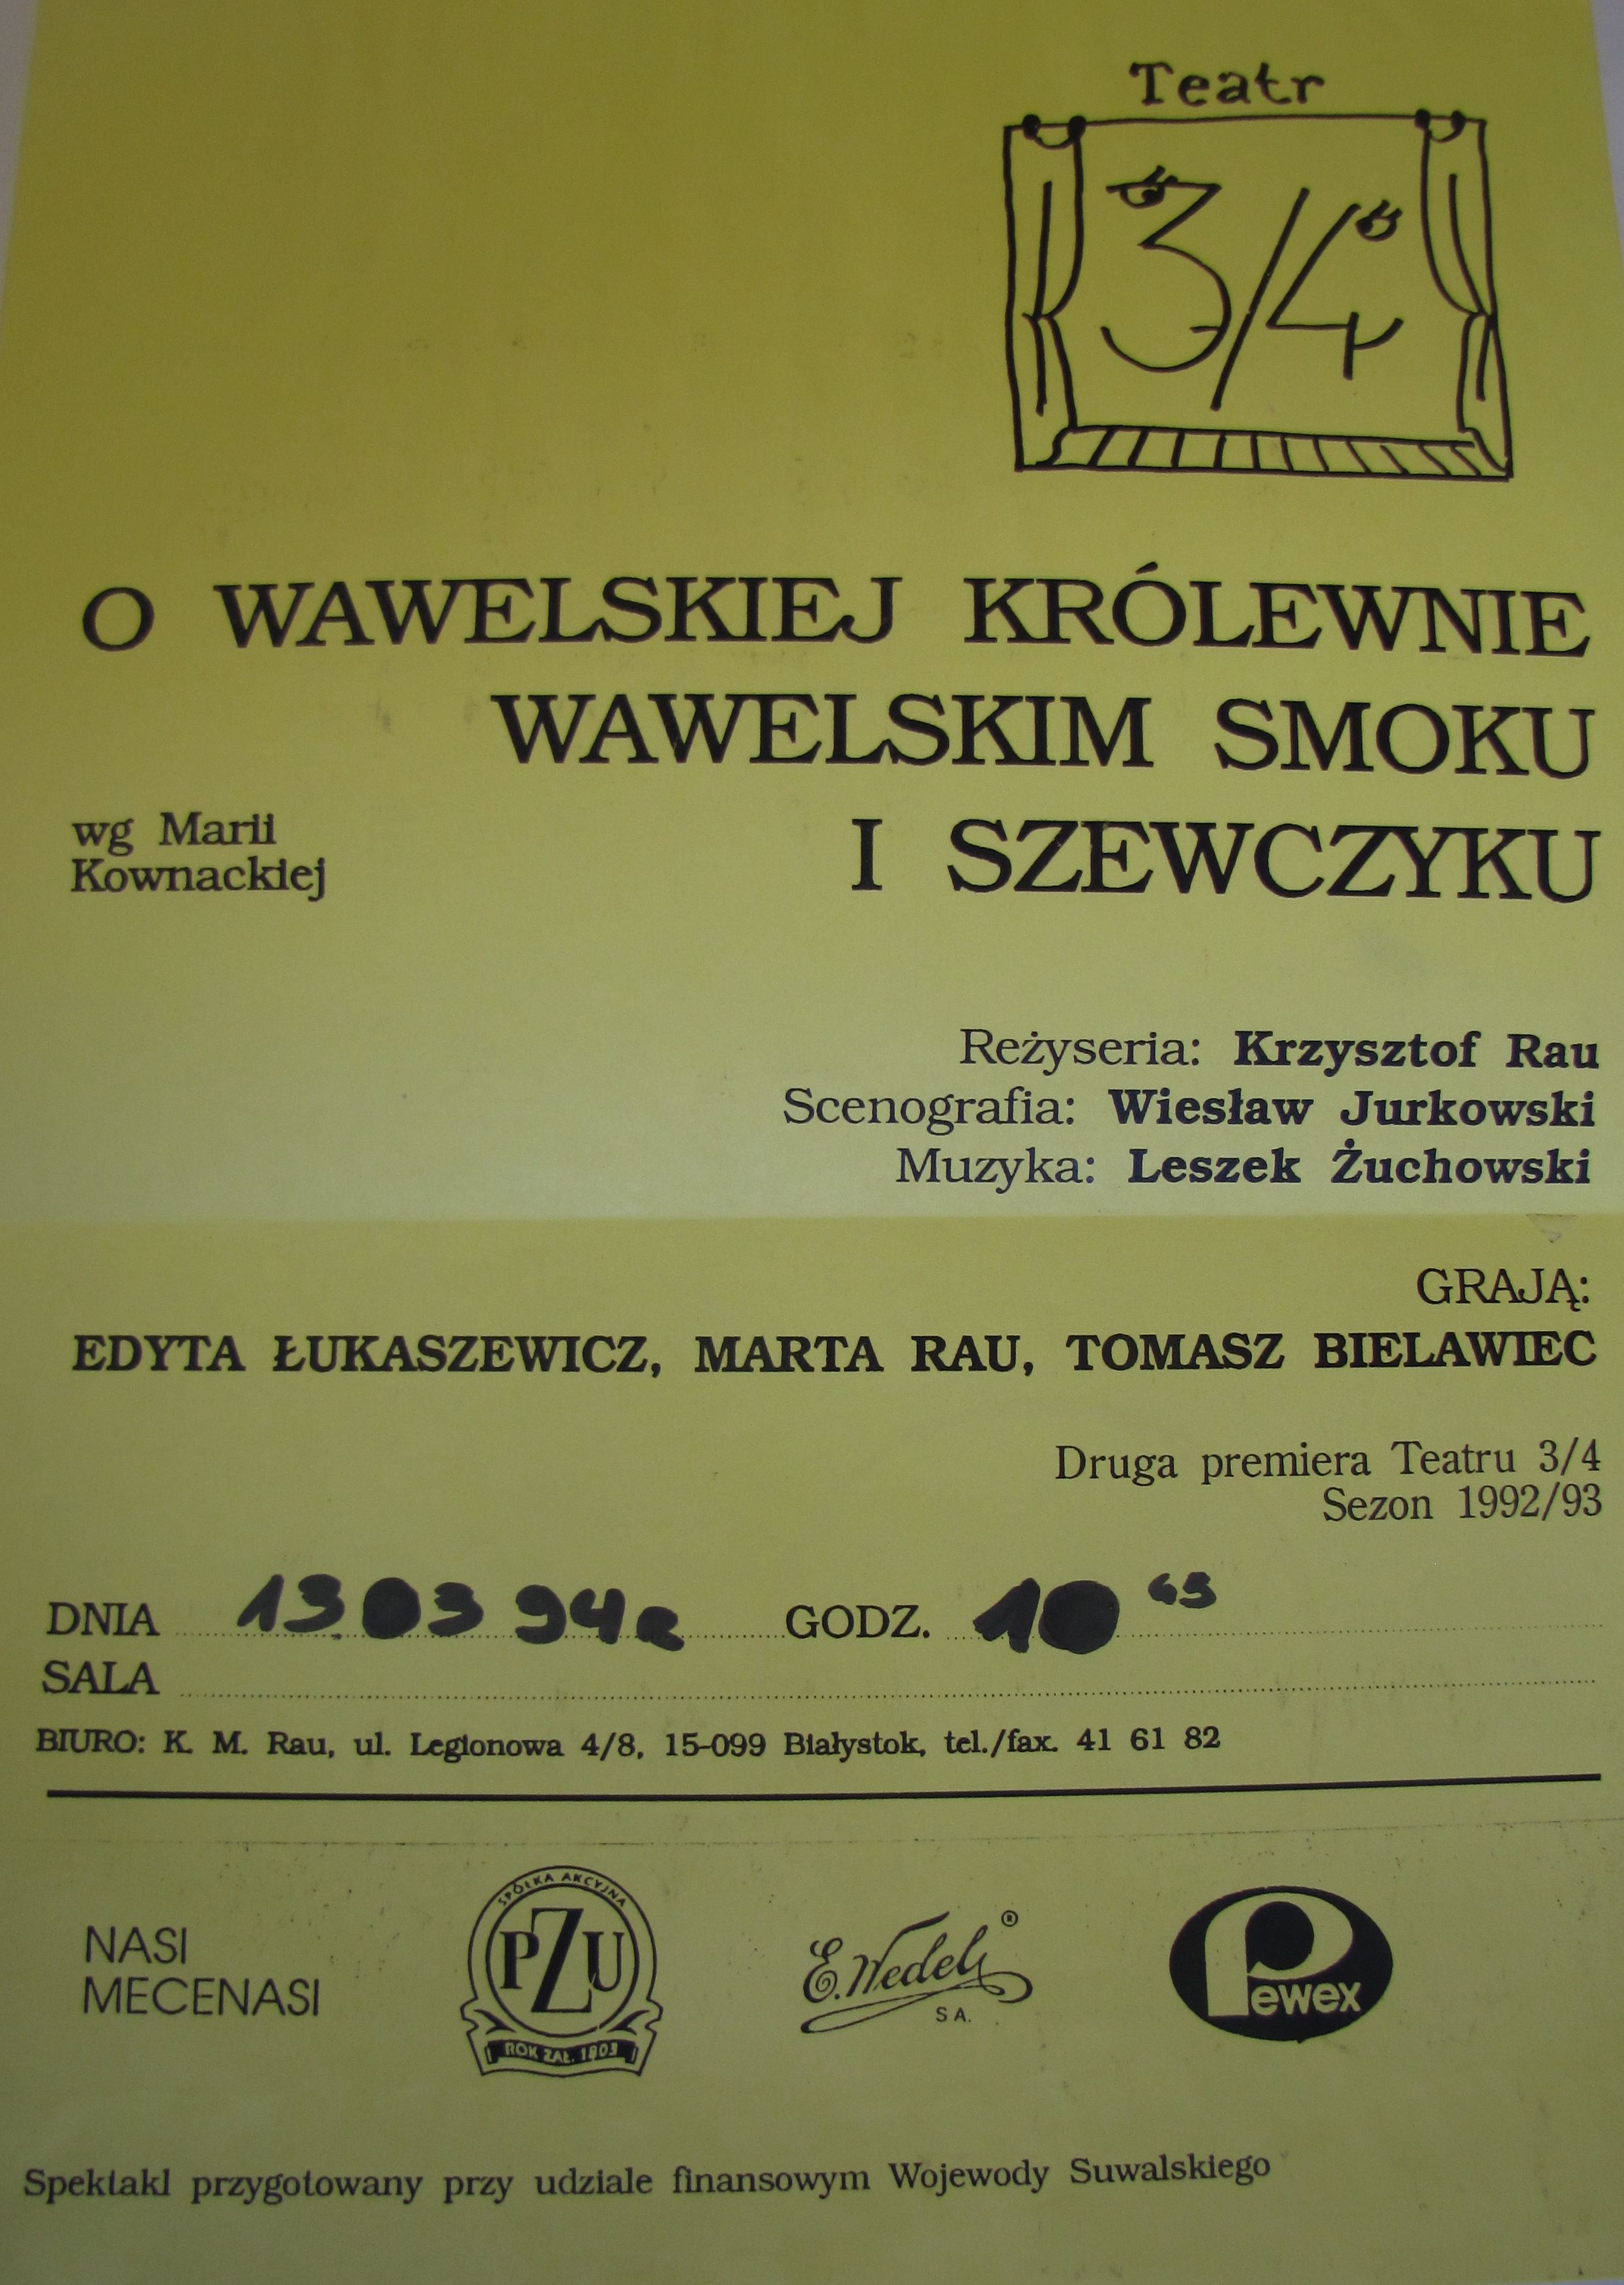 Teatr
3/4
O WAWELSKIEJ KRÓLEWNIE
WAWELSKIM SMOKU
I SZEWCZYKU
wg Marii
Kownackiej
Reżyseria: Krzysztof Rau
Scenografia: Wiesław Jurkowski
Muzyka: Leszek Żuchowski
GRAJĄ:
EDYTA ŁUKASZEWICZ, MARTA RAU, TOMASZ BIELAWIEC
Druga premiera Teatru 3/4
Sezon 1992/93
DNIA 13.03 94r GODZ. 10 45
SALA
BIURO: K. M. Rau, ul. Legionowa 4/8, 15-099 Białystok, tel./fax. 41 61 82
NASI
MECENASI
SPÓŁKA AKCYJNA
PZU
ROK ZAŁ. 1803
E. Wedel ®
S A.
Pewex
Spektakl przygotowany przy udziale finansowym Wojewody Suwalskiego